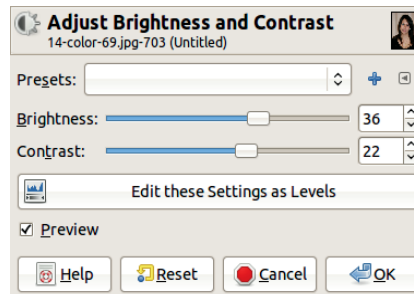 Adjust Brightness and Contrast
14-color-69.jpg-703 (Untitled)
Presets:
Brightness: 36
Contrast: 22
Edit these Settings as Levels
Preview
Help Reset Cancel OK